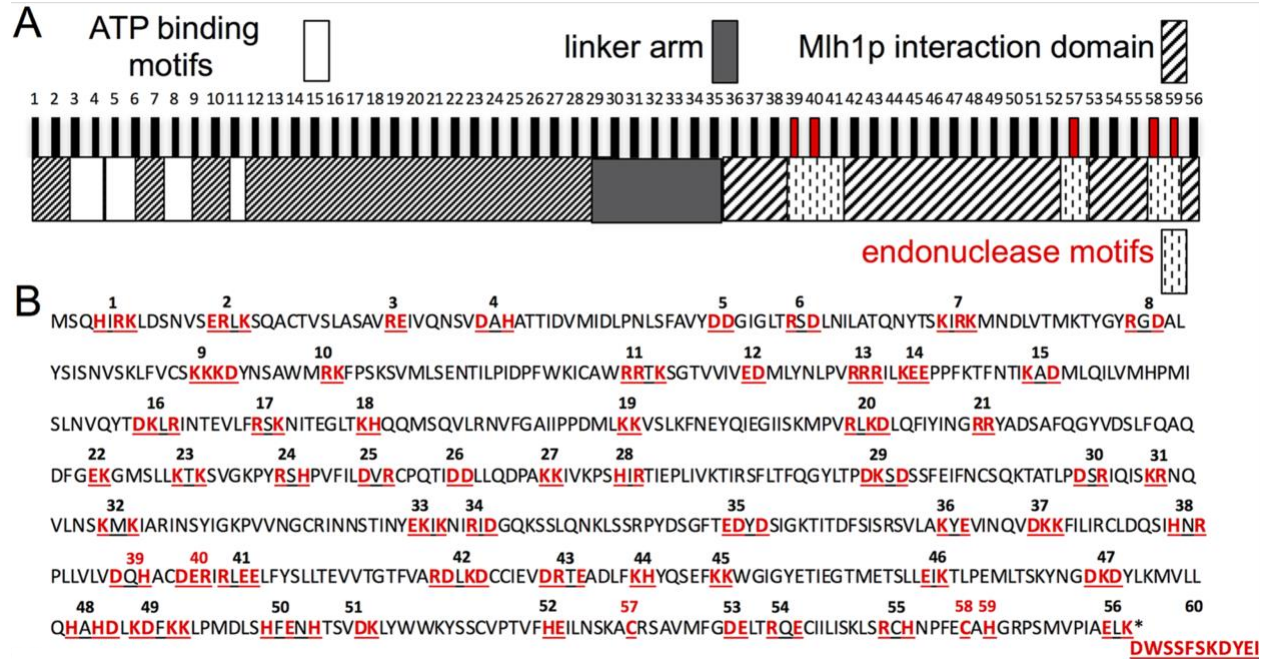 A
ATP binding motifs
linker arm
Mlh1p interaction domain
1 2 3 4 5 6 7 8 9 10 11 12 13 14 15 16 17 18 19 20 21 22 23 24 25 26 27 28 29 30 31 32 33 34 35 36 37 38 39 40 41 42 43 44 45 46 47 48 49 50 51 52 57 53 54 55 58 59 56
endonuclease motifs
B
1 2 3 4 5 6 7 8
MSQHIRKLDSNVSERLKSQACTVSLASAVREIVQNSVDAHATTIDVMIDLPNLSFAVYDDGIGLTRSDLNILATQNYTSKIRKMNDLVTMKTYGYRGDAL
9 10 11 12 13 14 15
YSISNVSKLFVCSKKKDYNSAWMRKFPSKSVMLSENTILPIDPFWKICAWRRTKSGTVVIVEDMLYNLPVRRRILKEEPPFKTFNTIKADMLQILVMHPMI
16 17 18 19 20 21
SLNVQYTDKLRINTEVLFRSKNITEGLTKHQQMSQVLRNVFGAIIPPDMLKKVSLKFNEYQIEGIISKMPVRLKDLQFIYINGRRYADSAFQGYVDSLFQAQ
22 23 24 25 26 27 28 29 30 31
DFGEKGMSLLKTKSVGKPYRSHPVFILDVRCPQTIDDLLQDPAKKIVKPSHIRTIEPLIVKTIRSFLTFQGYLTPDKSDSSFEIFNCSQKTATLPDSRIQISKRNQ
32 33 34 35 36 37 38
VLNSKMKIARINSYIGKPVVNGCRINNSTINYEKIKNIRIDGQKSSLQNKLSSRPYDSGFTEDYDSIGKTITDFSISRSVLAKYEVINQVDKKFILIRCLDQSIHNR
39 40 41 42 43 44 45 46 47
PLLVLVDQHACDERIRLEELFYSLLTEVVTGTFVARDLKDCCIEVDRTEADLFKHYQSEFKKWGIGYETIEGTMETSLLEIKTLPEMLTSKYNGDKDYLKMVLL
48 49 50 51 52 57 53 54 55 58 59 56 60
QHAHDLKDFKKLPMDLSHFENHTSVDKLYWWKYSSCVPTVFHEILNSKACRSAVMFGDELTRQECIILISKLSRCHNPFECAHGRPSMVPIAELK*
DWSSFSKDYEI